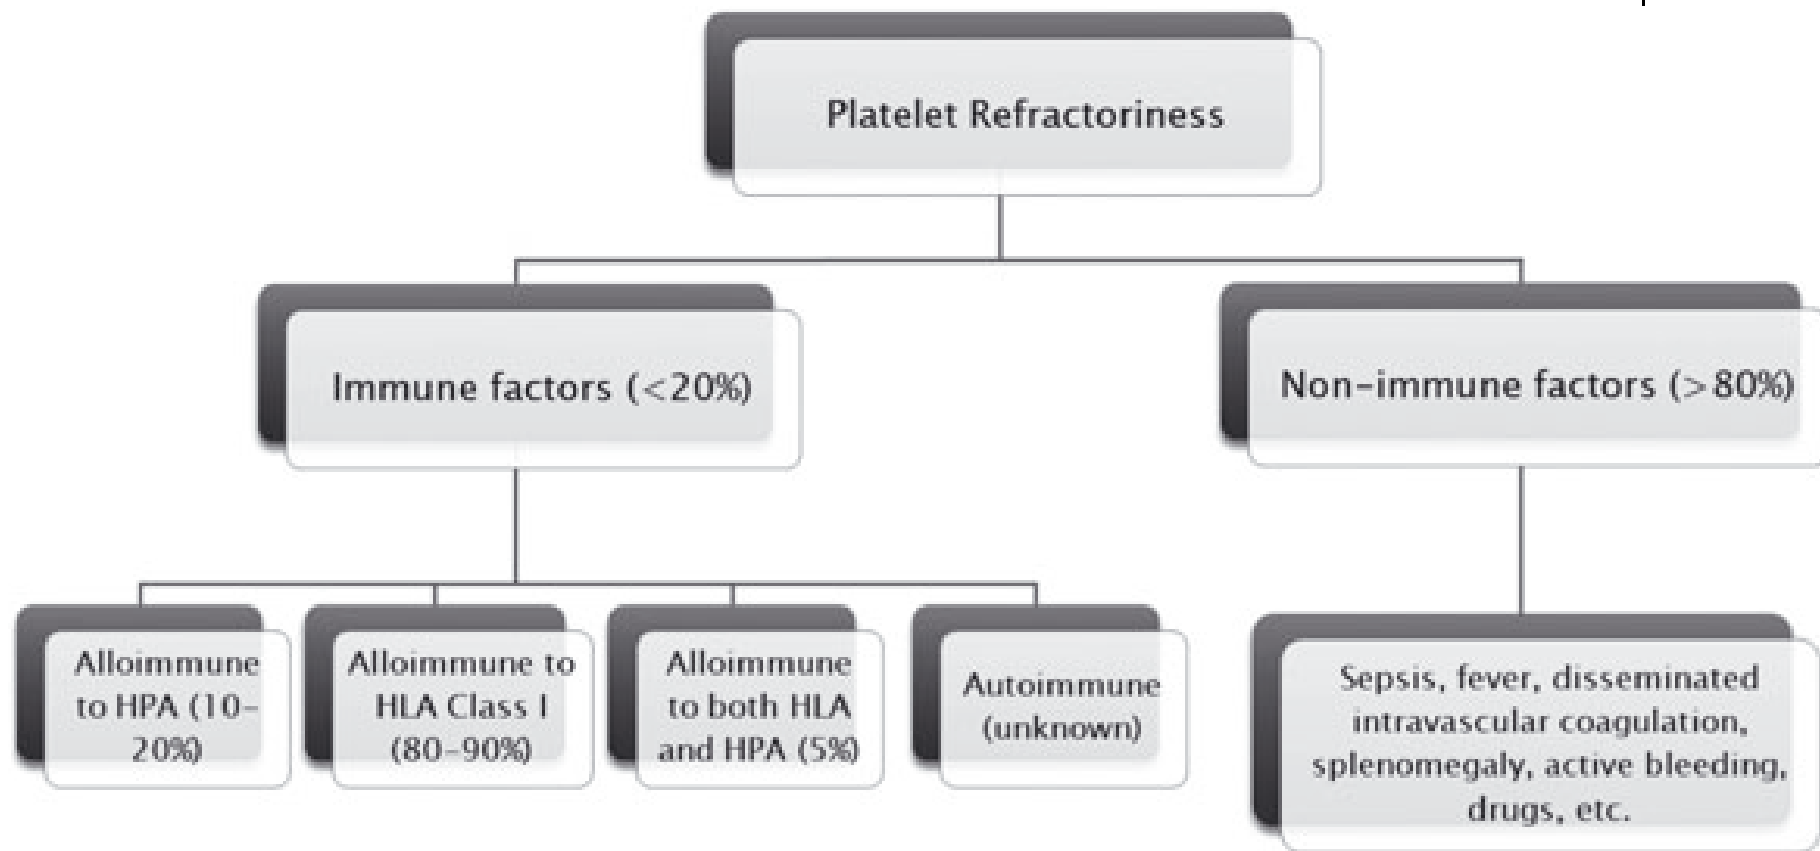 Platelet Refractoriness
Immune factors (<20%)
Non-immune factors (>80%)
Alloimmune
to HPA (10-
20%)
Alloimmune to
HLA Class I
(80-90%)
Alloimmune
to both HLA
and HPA (5%)
Autoimmune
(unknown)
Sepsis, fever, disseminated
intravascular coagulation,
splenomegaly, active bleeding,
drugs, etc.